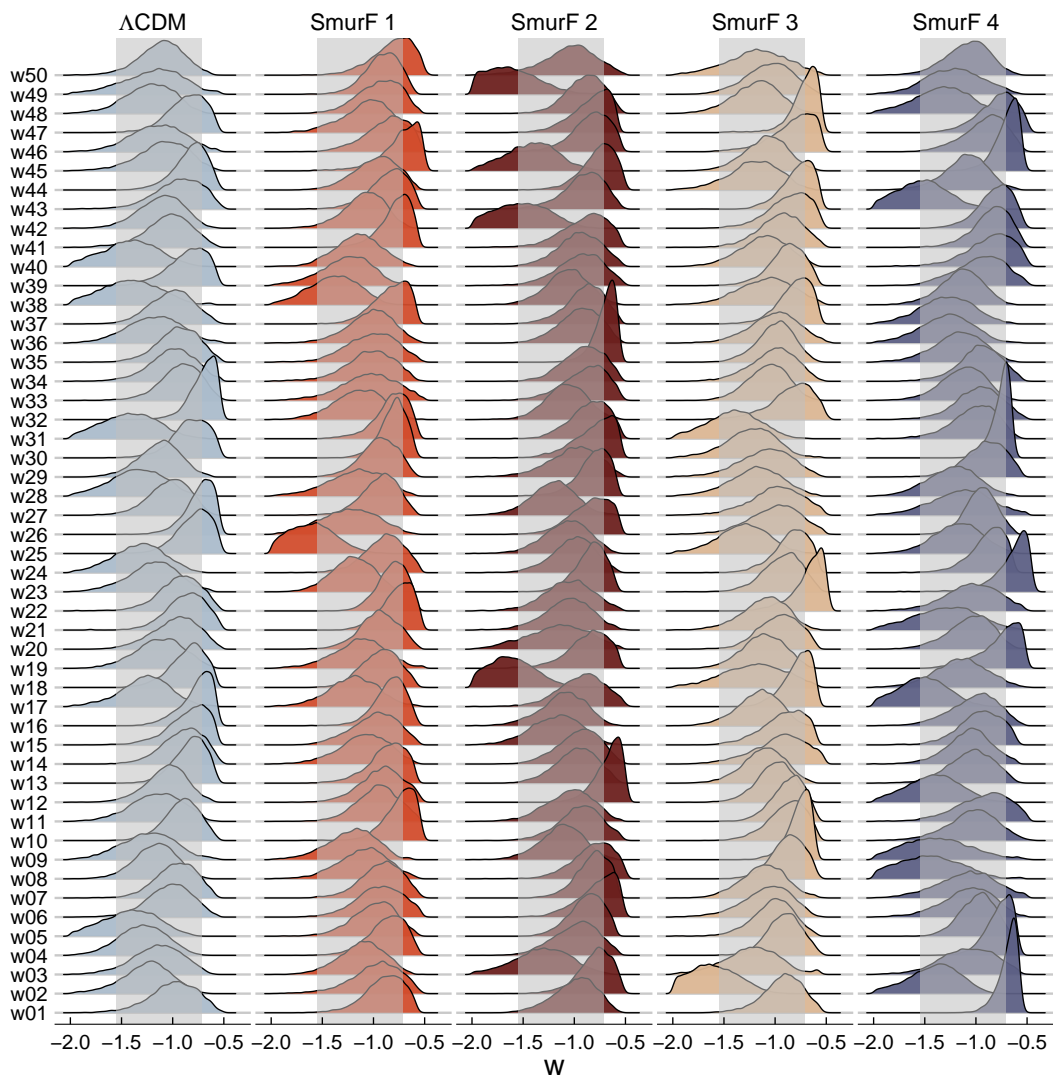 ΛCDM SmurF 1 SmurF 2 SmurF 3 SmurF 4
w50
w49
w48
w47
w46
w45
w44
w43
w42
w41
w40
w39
w38
w37
w36
w35
w34
w33
w32
w31
w30
w29
w28
w27
w26
w25
w24
w23
w22
w21
w20
w19
w18
w17
w16
w15
w14
w13
w12
w11
w10
w09
w08
w07
w06
w05
w04
w03
w02
w01
−2.0 −1.5 −1.0 −0.5 −2.0 −1.5 −1.0 −0.5 −2.0 −1.5 −1.0 −0.5 −2.0 −1.5 −1.0 −0.5 −2.0 −1.5 −1.0 −0.5
w